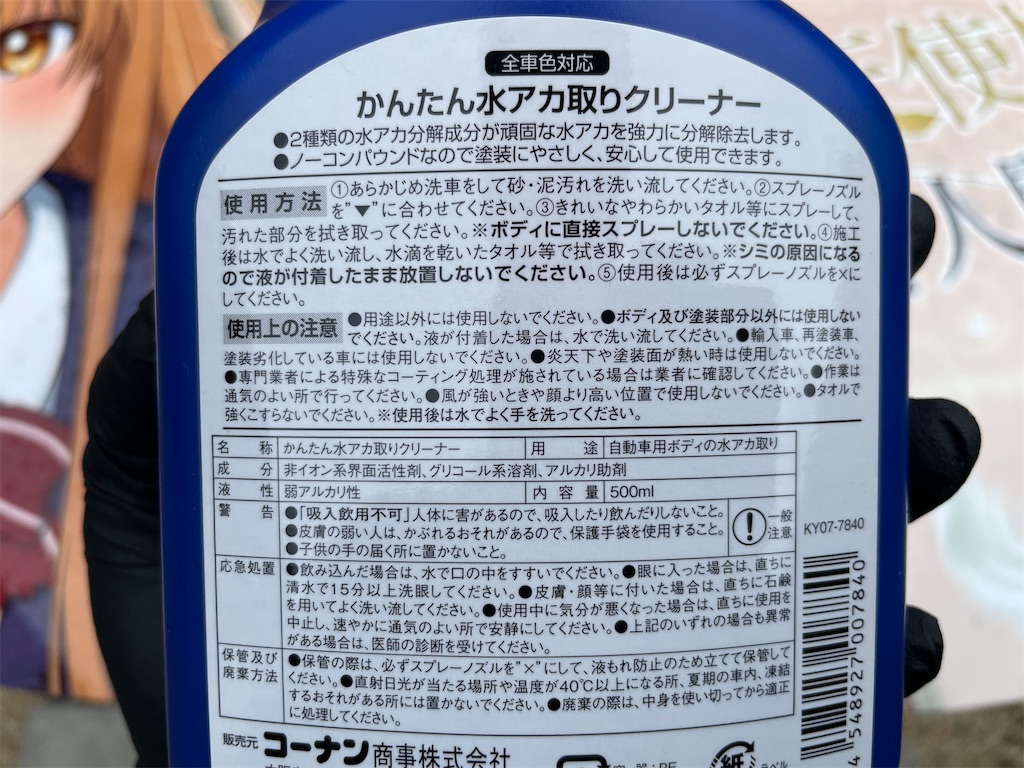 全車色対応
かんたん水アカ取りクリーナー
●2種類の水アカ分解成分が頑固な水アカを強力に分解除去します。
●ノーコンパウンドなので塗装にやさしく、安心して使用できます。
使用方法 ①あらかじめ洗車をして砂・泥汚れを洗い流してください。②スプレーノズル
を"▼"に合わせてください。③きれいなやわらかいタオル等にスプレーして、
汚れた部分を拭き取ってください。※ボディに直接スプレーしないでください。④施工
後は水でよく洗い流し、水滴を乾いたタオル等で拭き取ってください。※シミの原因になる
ので液が付着したまま放置しないでください。⑤使用後は必ずスプレーノズルを×に
してください。
使用上の注意 ●用途以外には使用しないでください。●ボディ及び塗装部分以外には使用しない
でください。液が付着した場合は、水で洗い流してください。●輸入車、再塗装車、
塗装劣化している車には使用しないでください。●炎天下や塗装面が熱い時は使用しないでください。
●専門業者による特殊なコーティング処理が施されている場合は業者に確認してください。●作業は
通気のよい所で行ってください。●風が強いときや顔より高い位置で使用しないでください。●タオルで
強くこすらないでください。※使用後は水でよく手を洗ってください。
名 称 かんたん水アカ取りクリーナー 用 途 自動車用ボディの水アカ取り
成 分 非イオン系界面活性剤、グリコール系溶剤、アルカリ助剤
液 性 弱アルカリ性 内 容 量 500ml
警 告 ●「吸入飲用不可」人体に害があるので、吸入したり飲んだりしないこと。
●皮膚の弱い人は、かぶれるおそれがあるので、保護手袋を使用すること。
●子供の手の届く所に置かないこと。
一般
注意
KY07-7840
応急処置 ●飲み込んだ場合は、水で口の中をすすいでください。●眼に入った場合は、直ちに
清水で15分以上洗眼してください。●皮膚・顔等に付いた場合は、直ちに石鹸
を用いてよく洗い流してください。●使用中に気分が悪くなった場合は、直ちに使用を
中止し、速やかに通気のよい所で安静にしてください。●上記のいずれの場合も異常
がある場合は、医師の診断を受けてください。
保管及び
廃棄方法
●保管の際は、必ずスプレーノズルを"×"にして、液もれ防止のため立てて保管して
ください。●直射日光が当たる場所や温度が40℃以上になる所、夏期の車内、凍結
するおそれがある所には置かないでください。●廃棄の際は、中身を使い切ってから適正
に処理してください。
販売元 コーナン商事株式会社
4 548927 007840
紙 ラベル